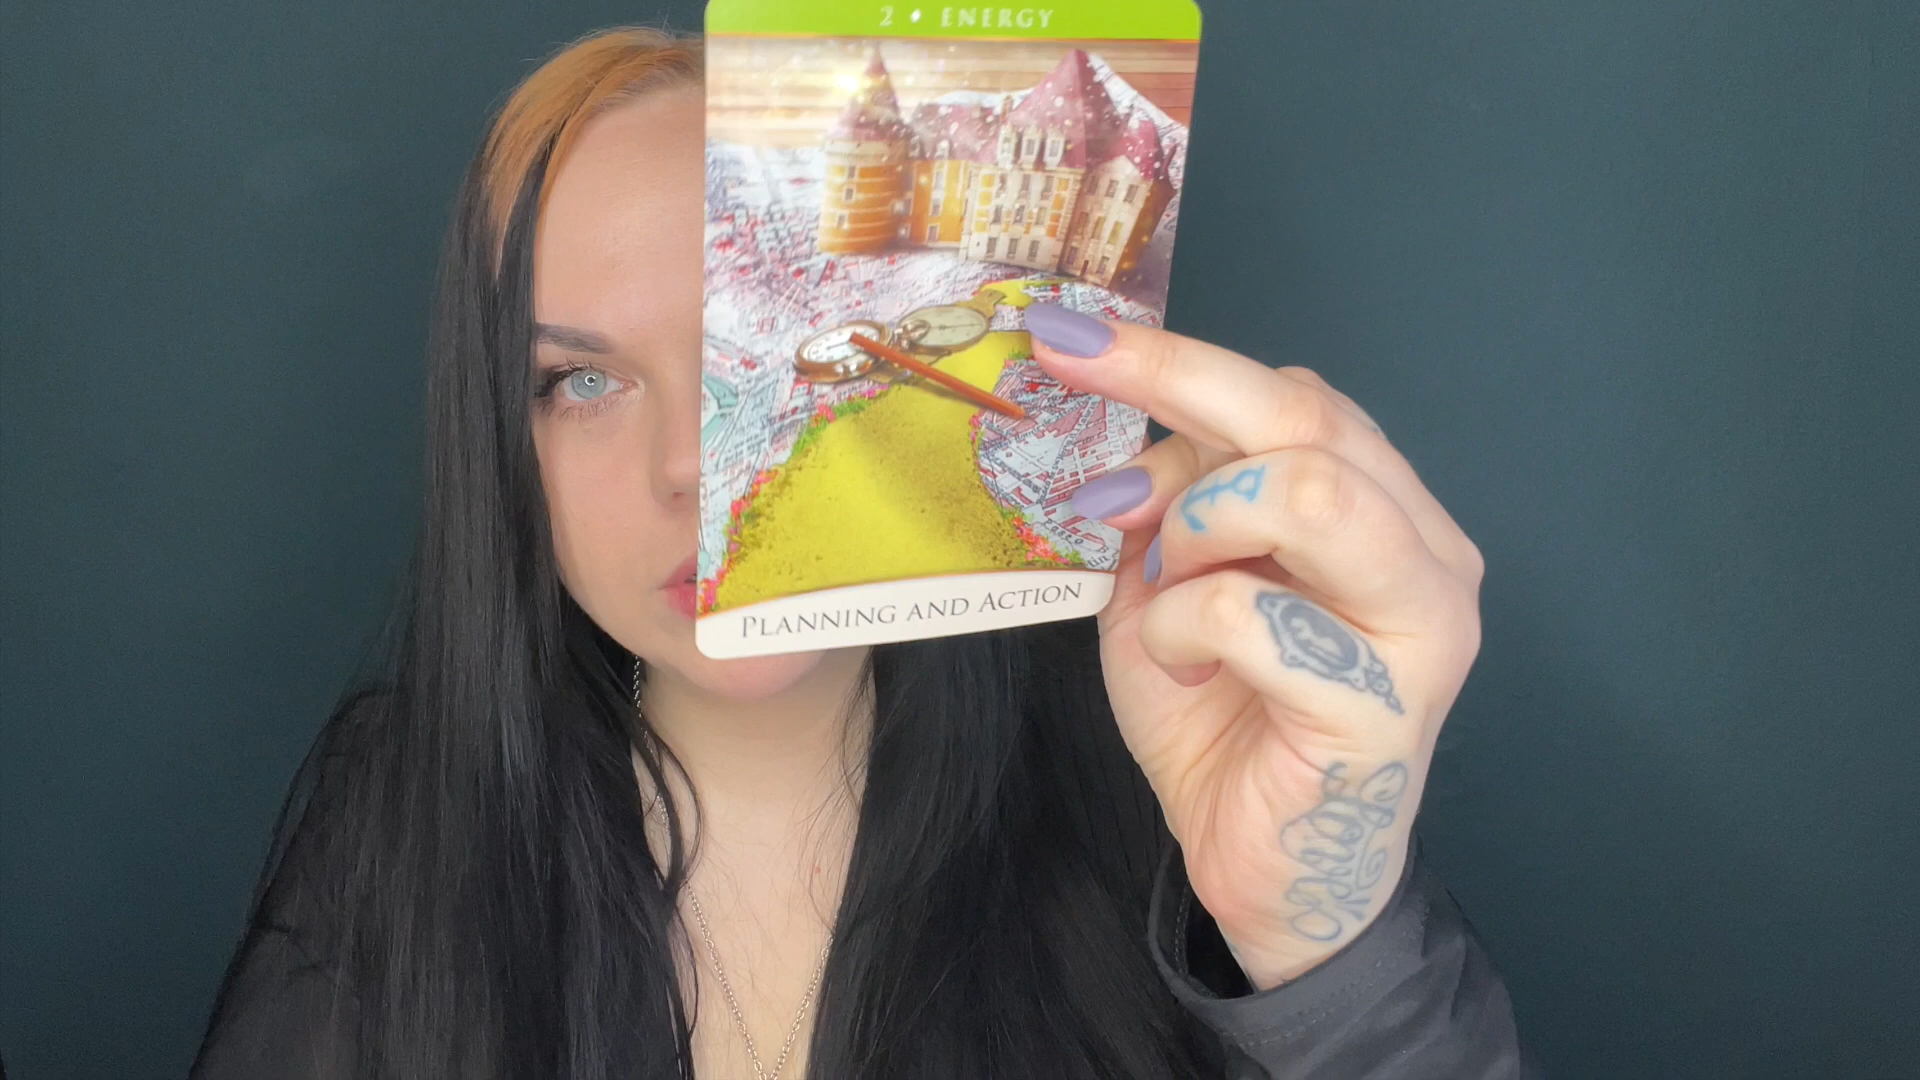 2 ♦ ENERGY
PLANNING AND ACTION